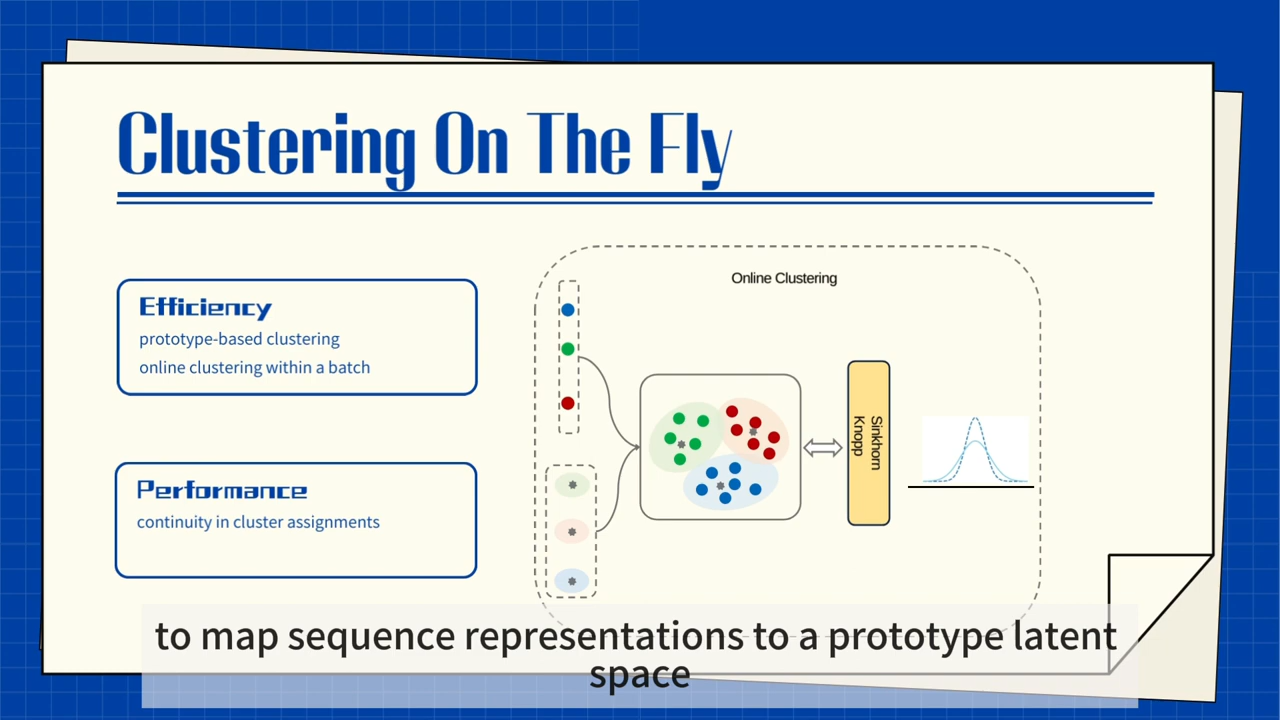 Clustering On The Fly
Efficiency
prototype-based clustering
online clustering within a batch
Performance
continuity in cluster assignments
Online Clustering
Sinkhorn
Knopp
to map sequence representations to a prototype latent
space